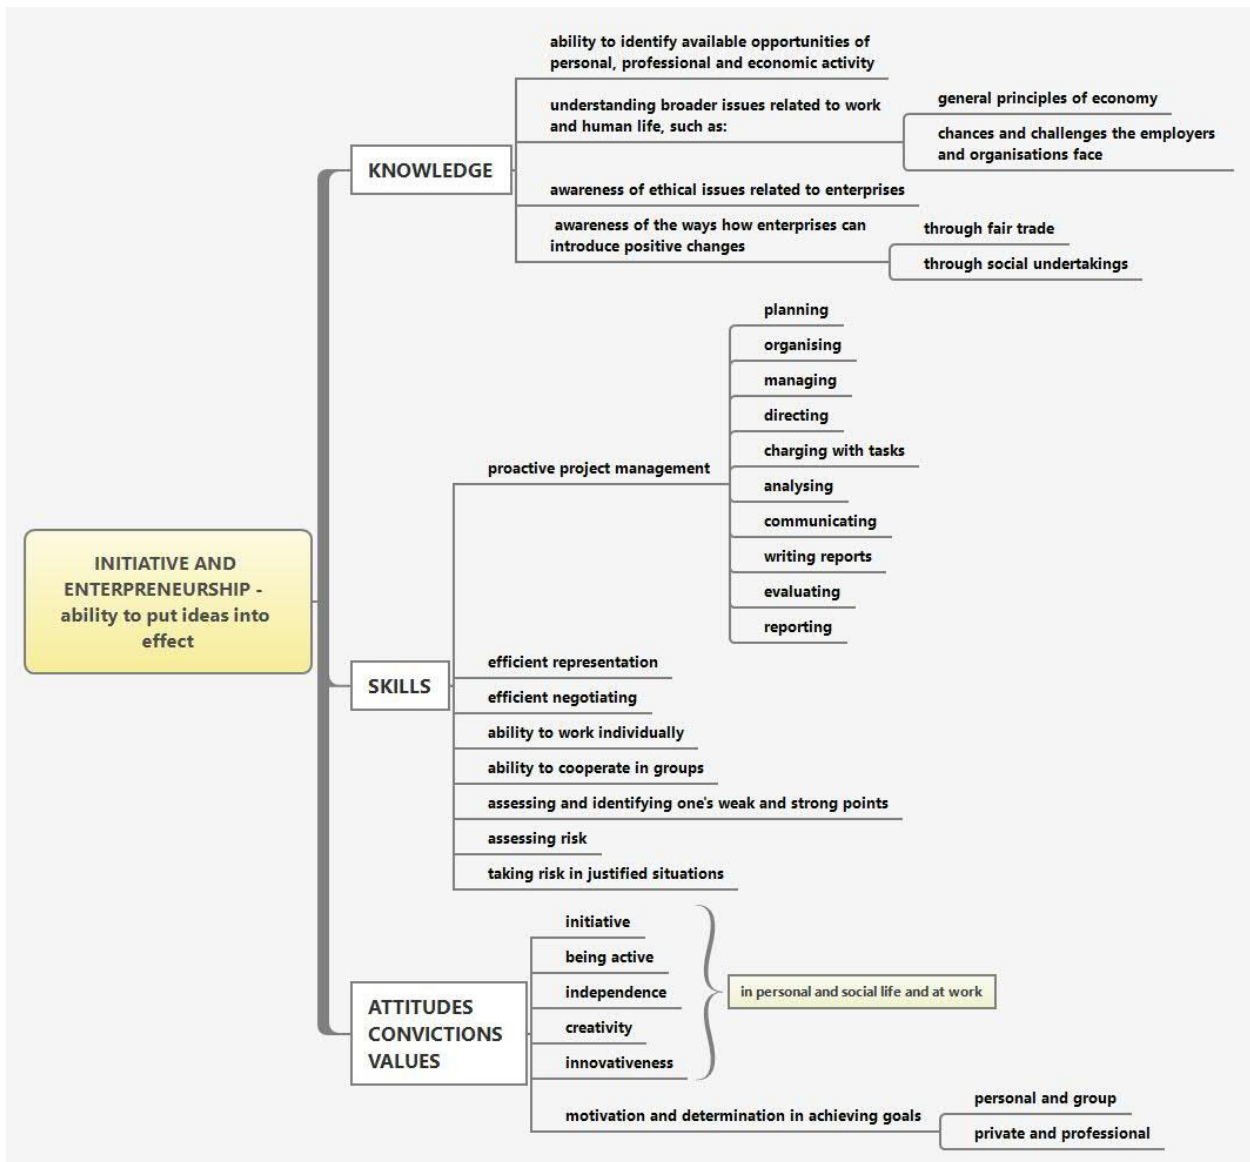 INITIATIVE AND
ENTERPRENEURSHIP -
ability to put ideas into
effect
KNOWLEDGE
ability to identify available opportunities of
personal, professional and economic activity
understanding broader issues related to work
and human life, such as:
general principles of economy
chances and challenges the employers
and organisations face
awareness of ethical issues related to enterprises
awareness of the ways how enterprises can
introduce positive changes
through fair trade
through social undertakings
SKILLS
proactive project management
planning
organising
managing
directing
charging with tasks
analysing
communicating
writing reports
evaluating
reporting
efficient representation
efficient negotiating
ability to work individually
ability to cooperate in groups
assessing and identifying one's weak and strong points
assessing risk
taking risk in justified situations
ATTITUDES
CONVICTIONS
VALUES
initiative
being active
independence
creativity
innovativeness
in personal and social life and at work
motivation and determination in achieving goals
personal and group
private and professional